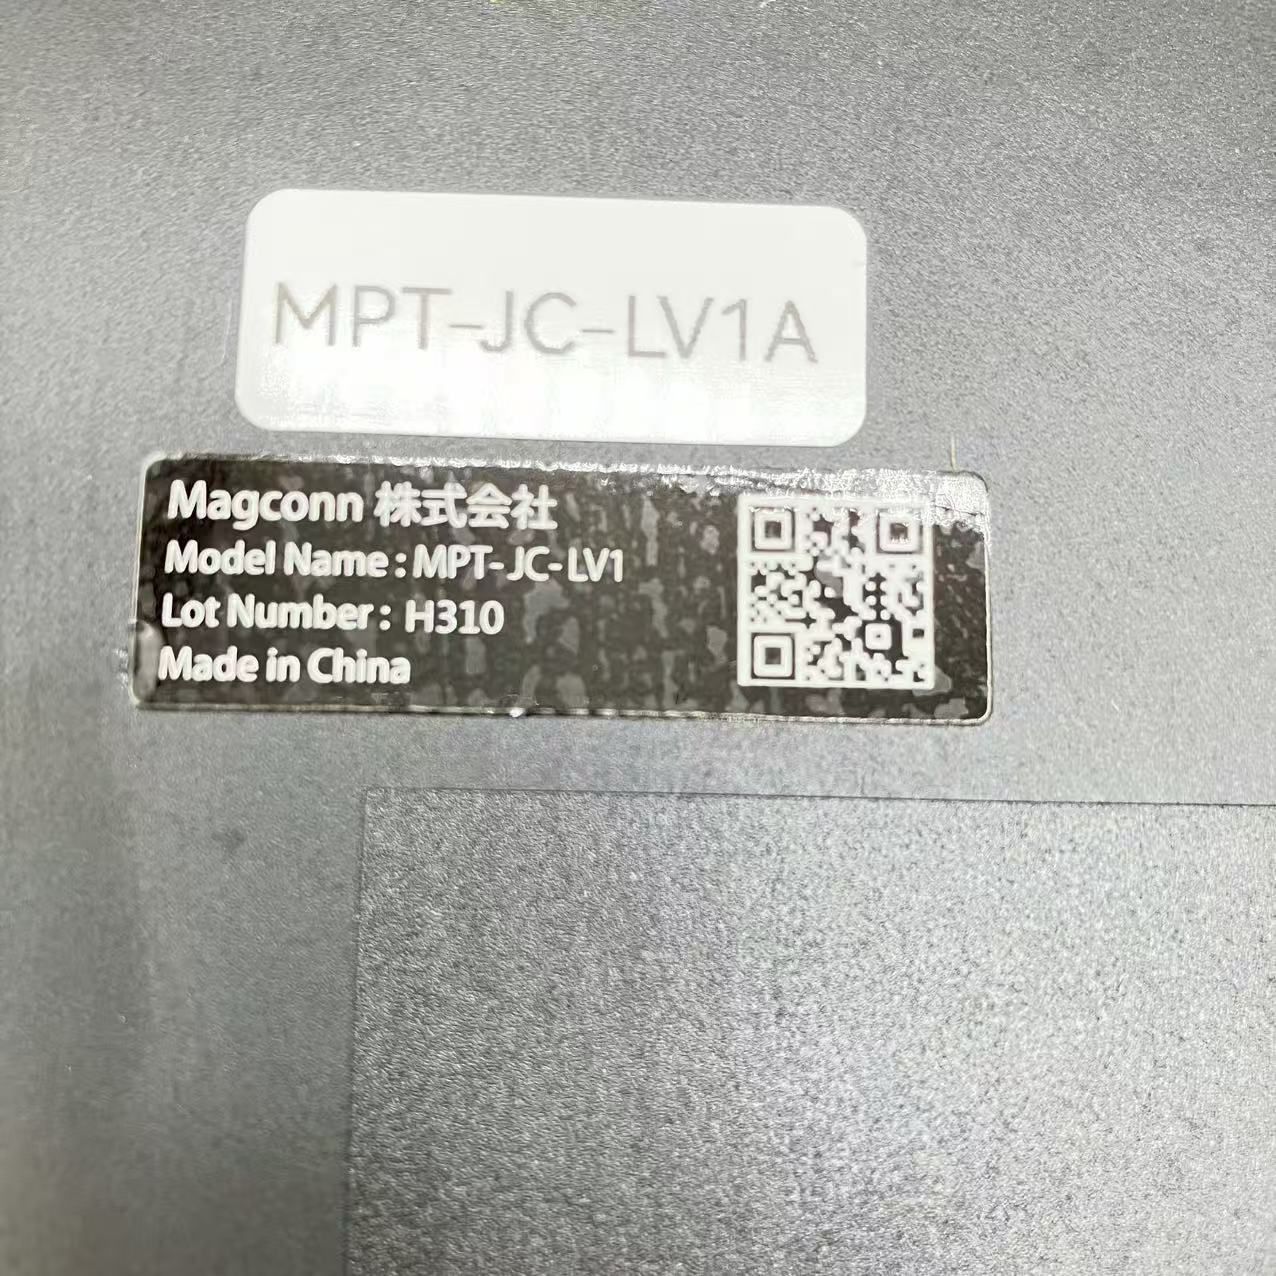 MPT-JC-LV1A
Magconn 株式会社
Model Name : MPT-JC-LV1
Lot Number : H310
Made in China